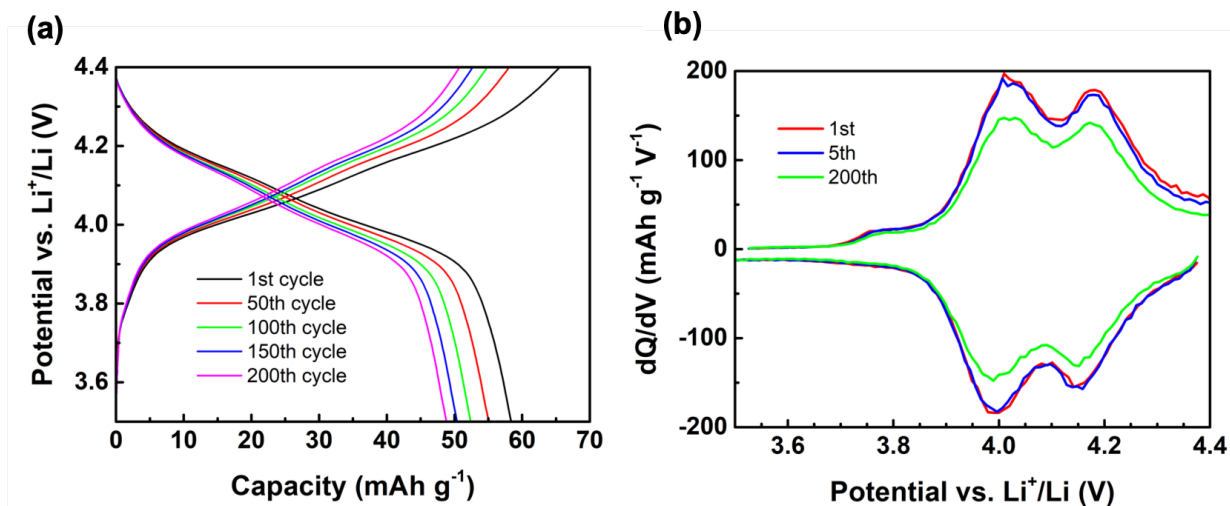 (a)
4.4
4.2
4.0
3.8
3.6
Potential vs. Li⁺/Li (V)
1st cycle
50th cycle
100th cycle
150th cycle
200th cycle
0 10 20 30 40 50 60 70
Capacity (mAh g⁻¹)
(b)
200
100
0
-100
-200
dQ/dV (mAh g⁻¹ V⁻¹)
1st
5th
200th
3.6 3.8 4.0 4.2 4.4
Potential vs. Li⁺/Li (V)